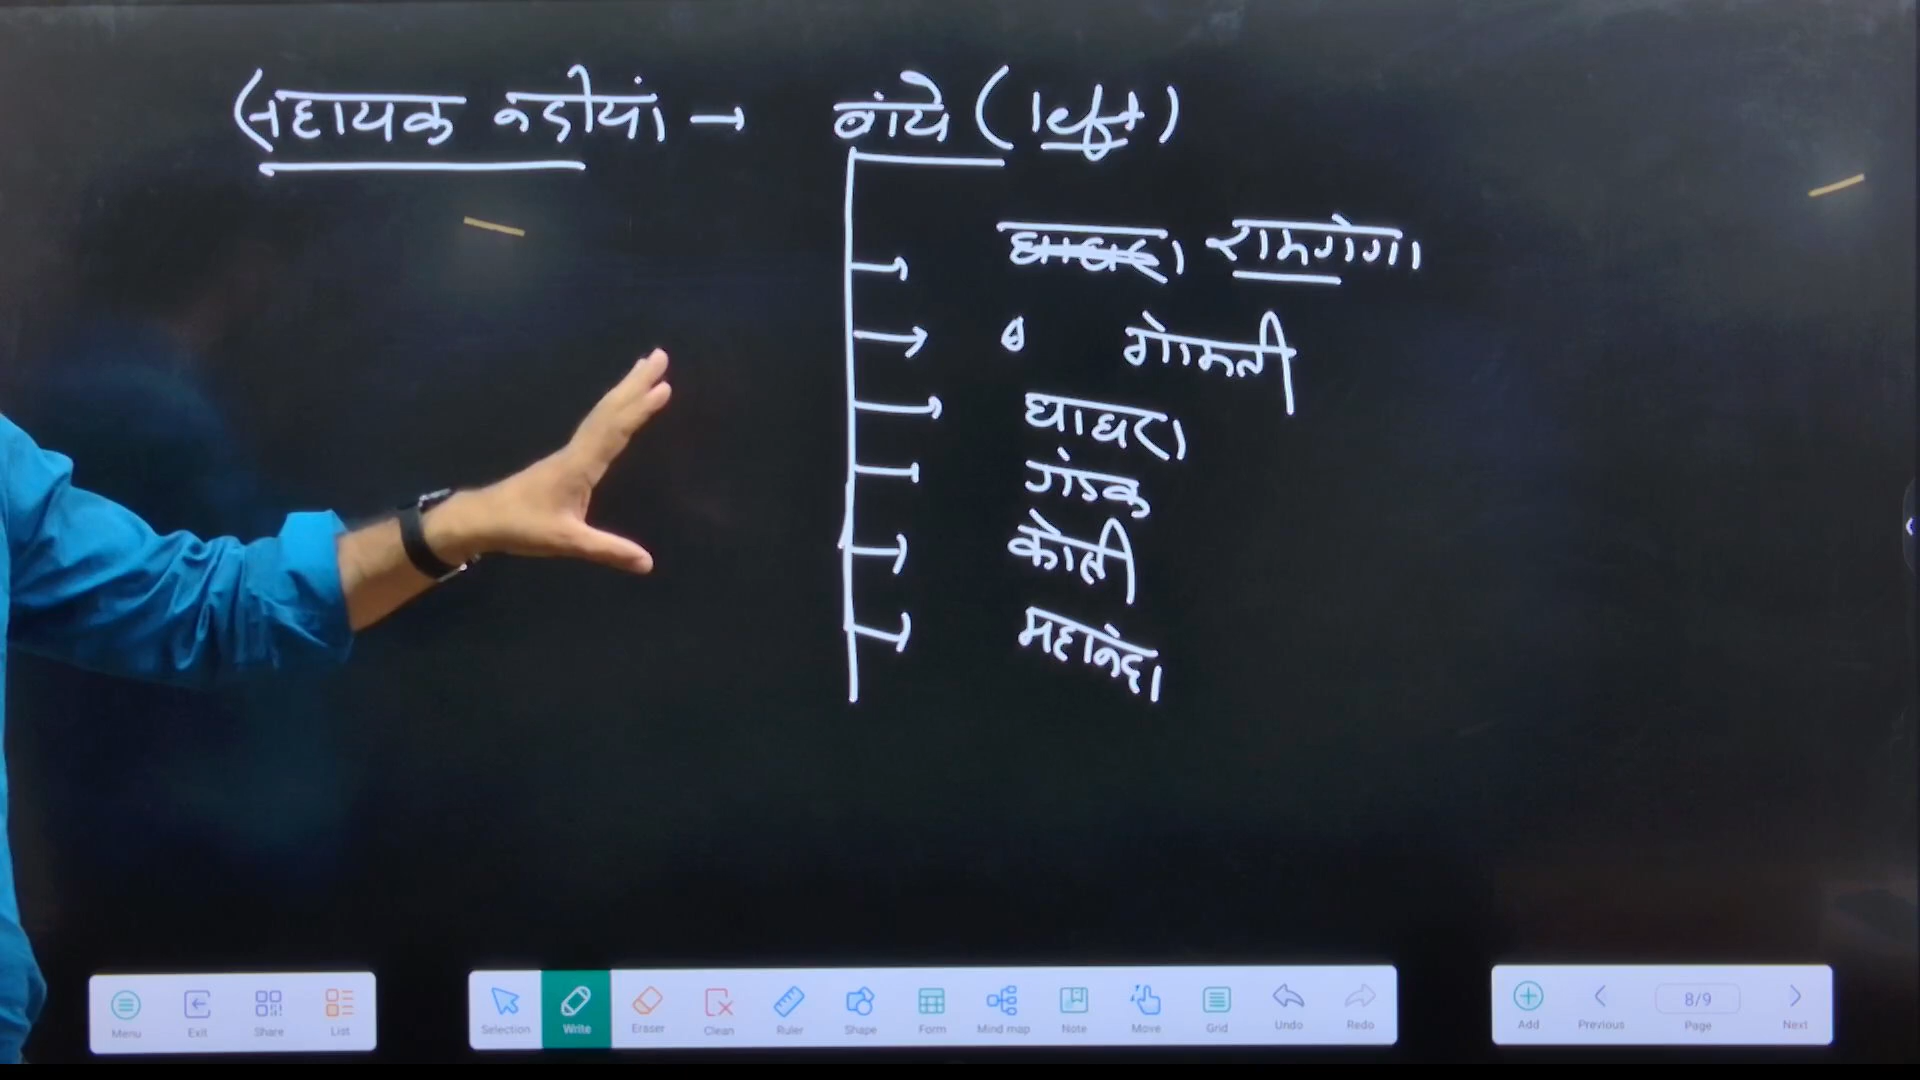 सहायक नदीयां → बांये (left)
घाघरा रामगंगा
गोमती
घाघरा
गंडक
कोसी
महानंदा
Menu Exit Share List Selection Write Eraser Clean Ruler Shape Form Mind map Note Move Grid Undo Redo Add Previous 8/9 Page Next